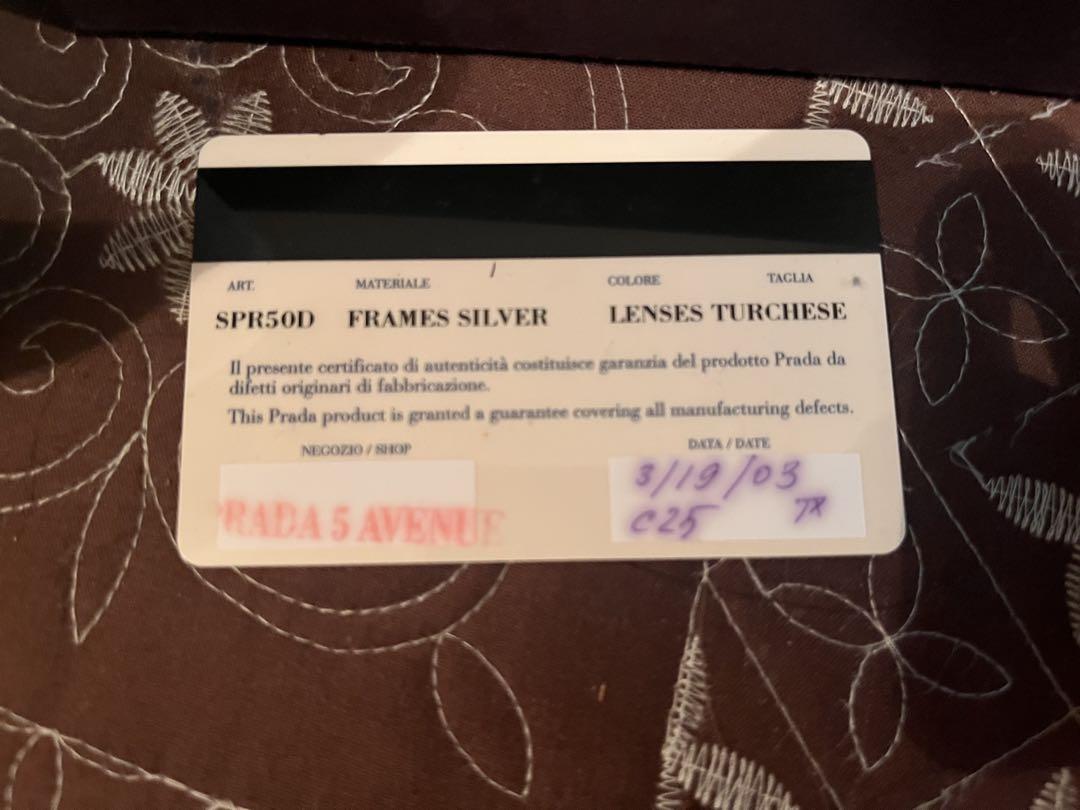 ART. MATERIALE COLORE TAGLIA
SPR50D FRAMES SILVER LENSES TURCHESE
Il presente certificato di autenticità costituisce garanzia del prodotto Prada da
difetti originari di fabbricazione.
This Prada product is granted a guarantee covering all manufacturing defects.
NEGOZIO / SHOP DATA / DATE
PRADA 5 AVENUE 3/19/03
C25 7X